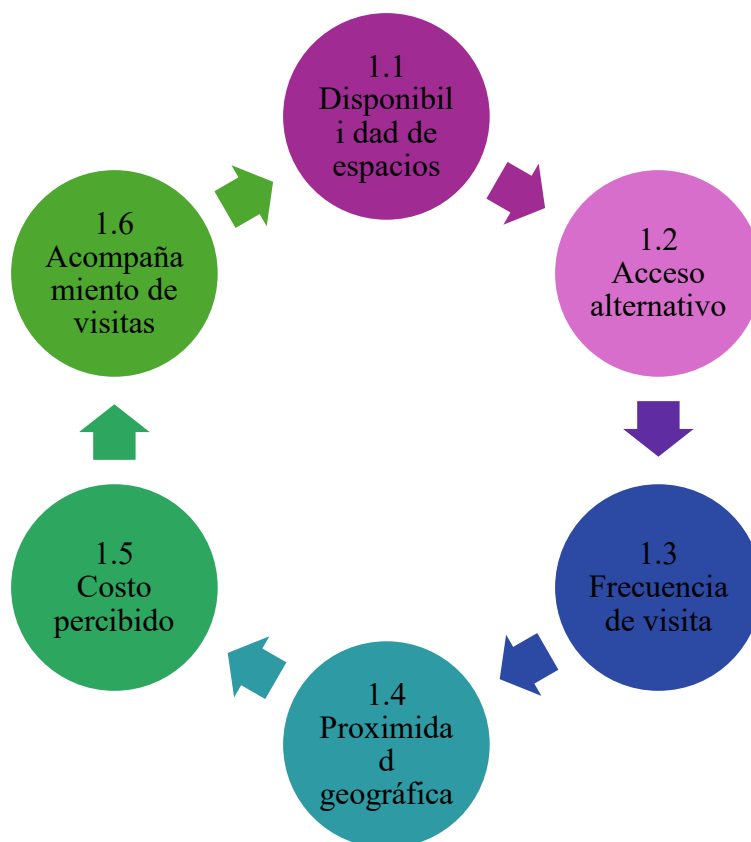 1.1
Disponibil
i dad de
espacios
1.2
Acceso
alternativo
1.3
Frecuencia
de visita
1.4
Proximida
d
geográfica
1.5
Costo
percibido
1.6
Acompaña
miento de
visitas